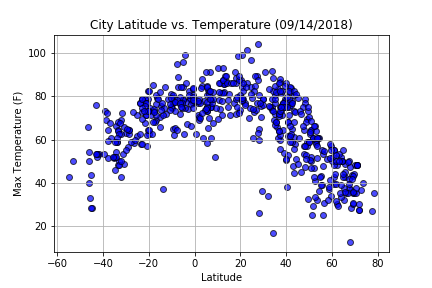 City Latitude vs. Temperature (09/14/2018)
100
80
60
40
20
Max Temperature (F)
−60 −40 −20 0 20 40 60 80
Latitude